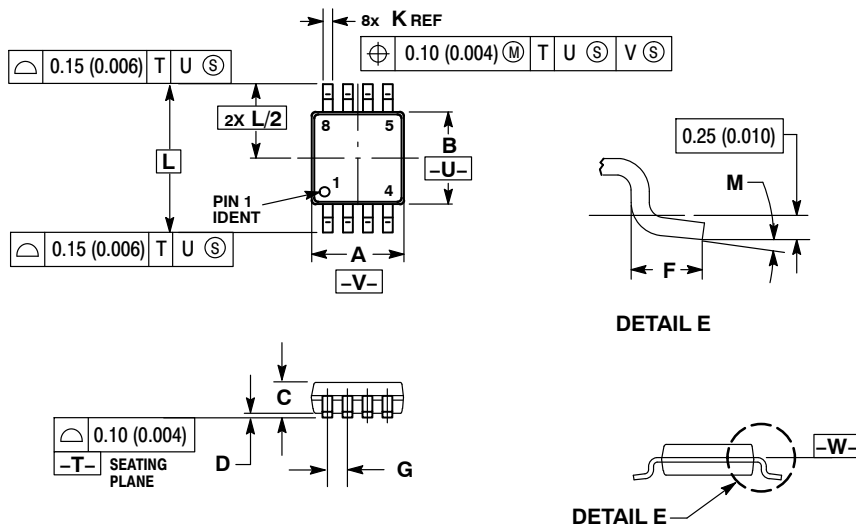 8x K REF
⌖ 0.10 (0.004) Ⓜ T U Ⓢ V Ⓢ
⌓ 0.15 (0.006) T U Ⓢ
2X L/2
8 5
B
–U–
L
PIN 1
IDENT
1
4
⌓ 0.15 (0.006) T U Ⓢ
A
–V–
0.25 (0.010)
M
F
DETAIL E
C
⌓ 0.10 (0.004)
–T– SEATING
PLANE
D
G
–W–
DETAIL E